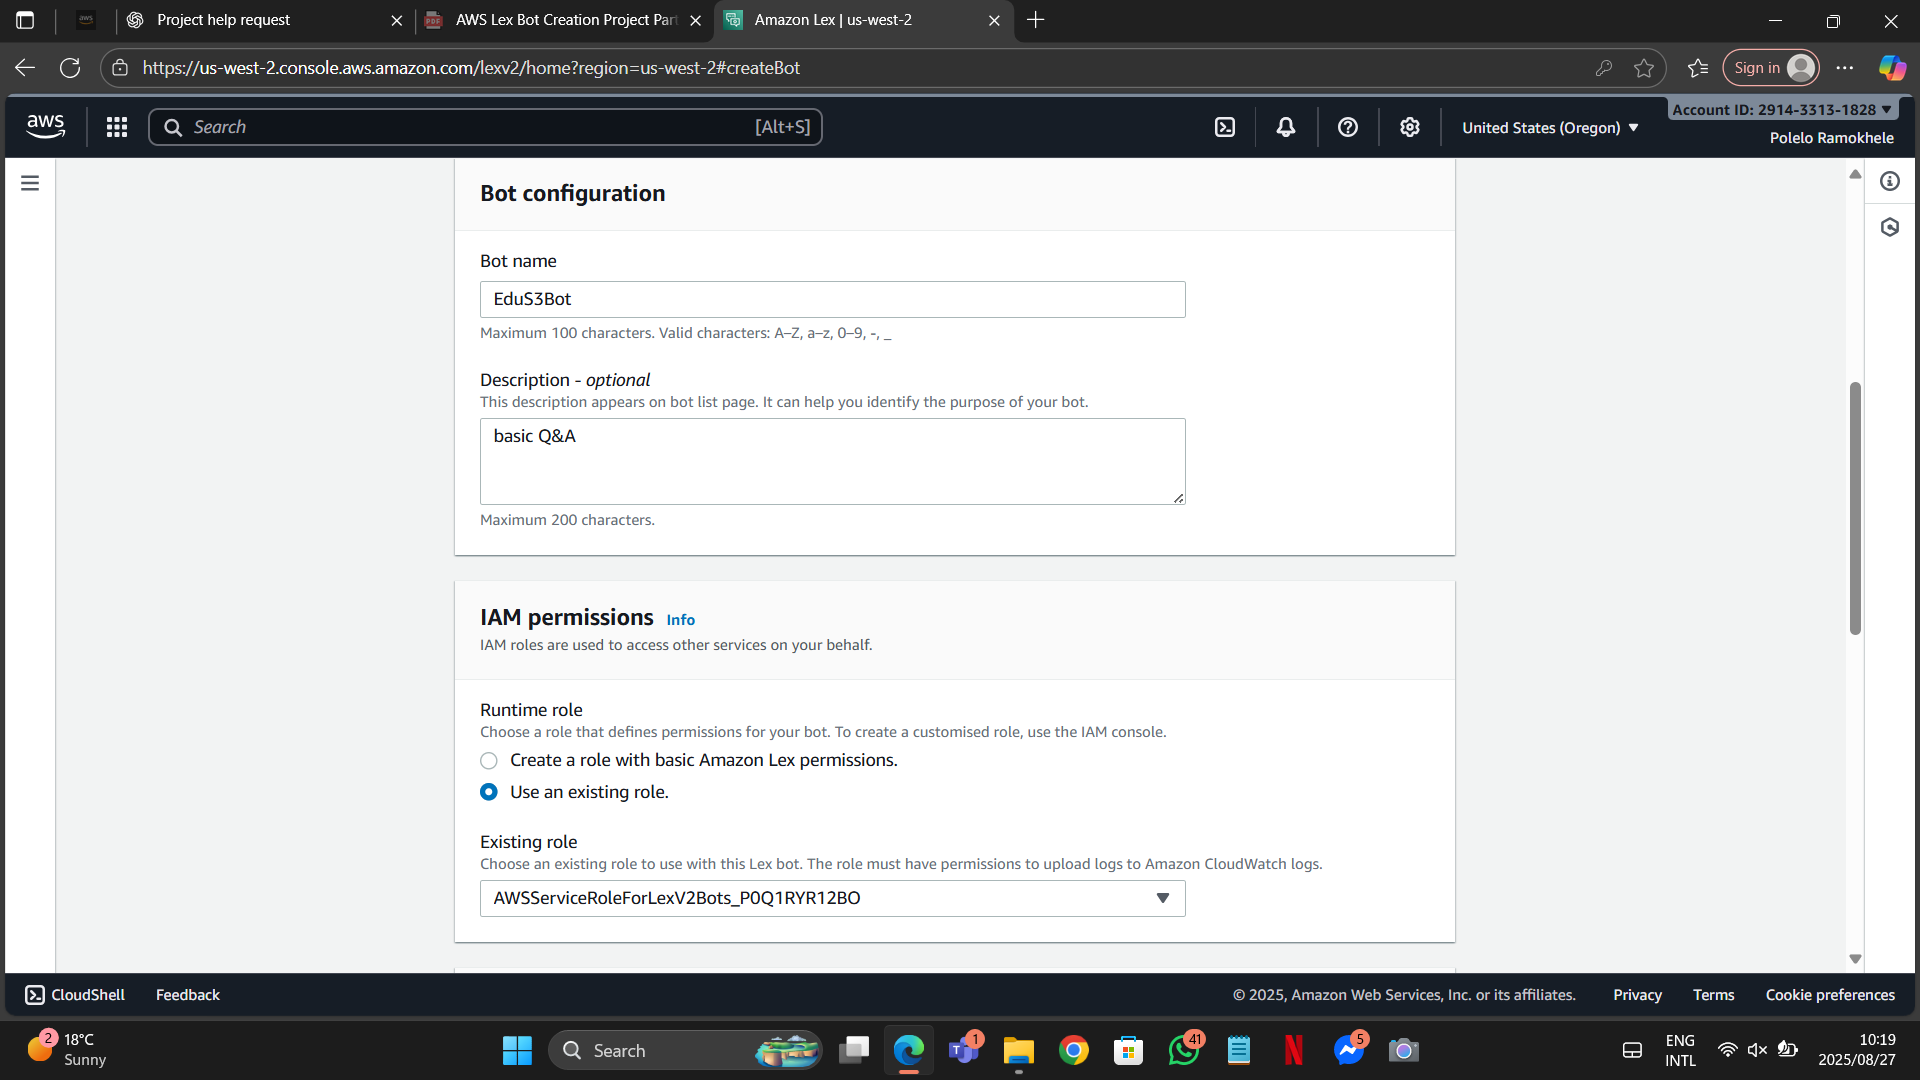 Project help request
AWS Lex Bot Creation Project Part
Amazon Lex | us-west-2
https://us-west-2.console.aws.amazon.com/lexv2/home?region=us-west-2#createBot
Sign in
aws
Search
[Alt+S]
United States (Oregon)
Account ID: 2914-3313-1828
Polelo Ramokhele
Bot configuration
Bot name
EduS3Bot
Maximum 100 characters. Valid characters: A–Z, a–z, 0–9, -, _
Description - optional
This description appears on bot list page. It can help you identify the purpose of your bot.
basic Q&A
Maximum 200 characters.
IAM permissions Info
IAM roles are used to access other services on your behalf.
Runtime role
Choose a role that defines permissions for your bot. To create a customised role, use the IAM console.
Create a role with basic Amazon Lex permissions.
Use an existing role.
Existing role
Choose an existing role to use with this Lex bot. The role must have permissions to upload logs to Amazon CloudWatch logs.
AWSServiceRoleForLexV2Bots_P0Q1RYR12BO
CloudShell
Feedback
© 2025, Amazon Web Services, Inc. or its affiliates.
Privacy
Terms
Cookie preferences
2
18°C
Sunny
Search
1
41
5
ENG
INTL
10:19
2025/08/27